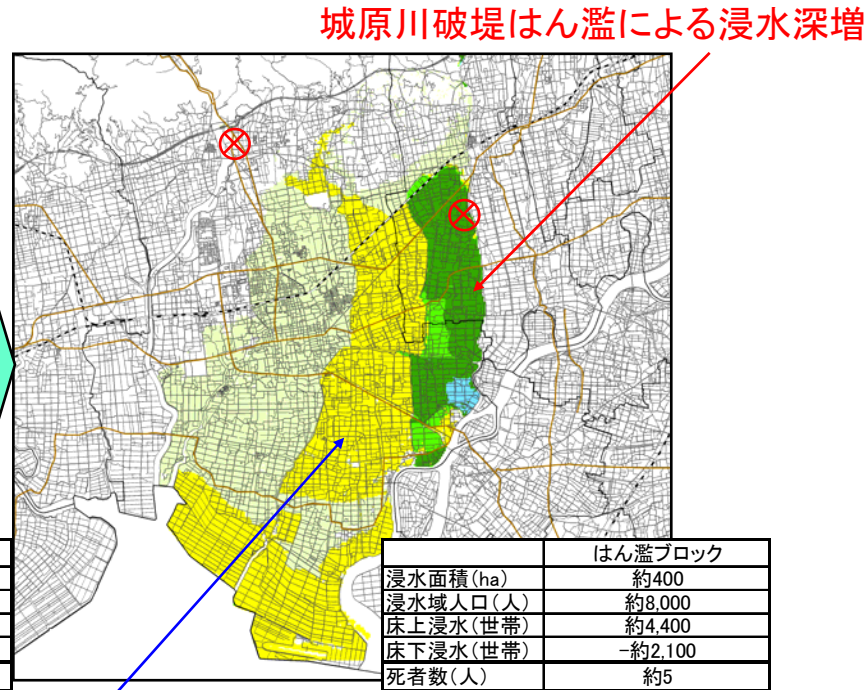 城原川破堤はん濫による浸水深増
はん濫ブロック
浸水面積(ha) 約400
浸水域人口(人) 約8,000
床上浸水(世帯) 約4,400
床下浸水(世帯) -約2,100
死者数(人) 約5